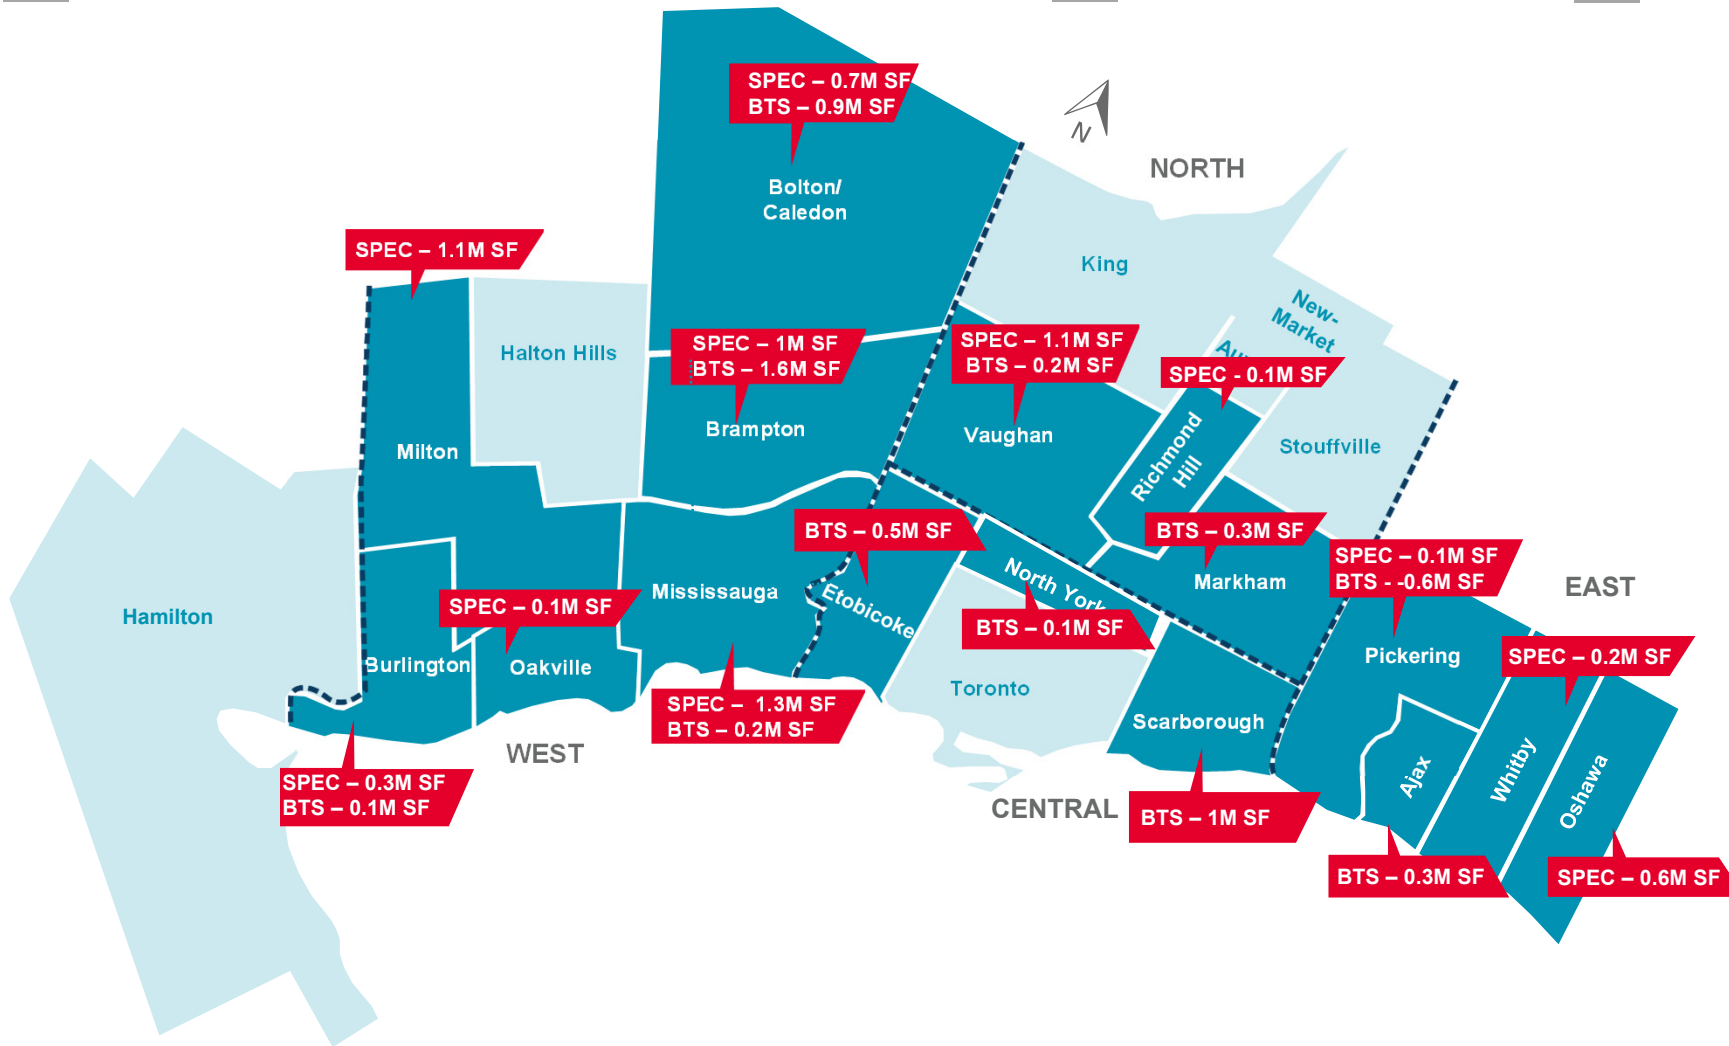 SPEC – 0.7M SF
BTS – 0.9M SF
N
NORTH
Bolton/
Caledon
SPEC – 1.1M SF
King
New-
Market
Halton Hills
SPEC – 1M SF
BTS – 1.6M SF
SPEC – 1.1M SF
BTS – 0.2M SF
SPEC - 0.1M SF
Brampton
Vaughan
Milton
Richmond
Hill
Stouffville
BTS – 0.5M SF
BTS – 0.3M SF
SPEC – 0.1M SF
BTS - -0.6M SF
Markham
EAST
North York
Mississauga
Etobicoke
SPEC – 0.1M SF
Hamilton
BTS – 0.1M SF
Pickering
SPEC – 0.2M SF
Burlington
Oakville
Toronto
SPEC – 1.3M SF
BTS – 0.2M SF
Scarborough
WEST
Ajax
Whitby
Oshawa
SPEC – 0.3M SF
BTS – 0.1M SF
CENTRAL
BTS – 1M SF
BTS – 0.3M SF
SPEC – 0.6M SF